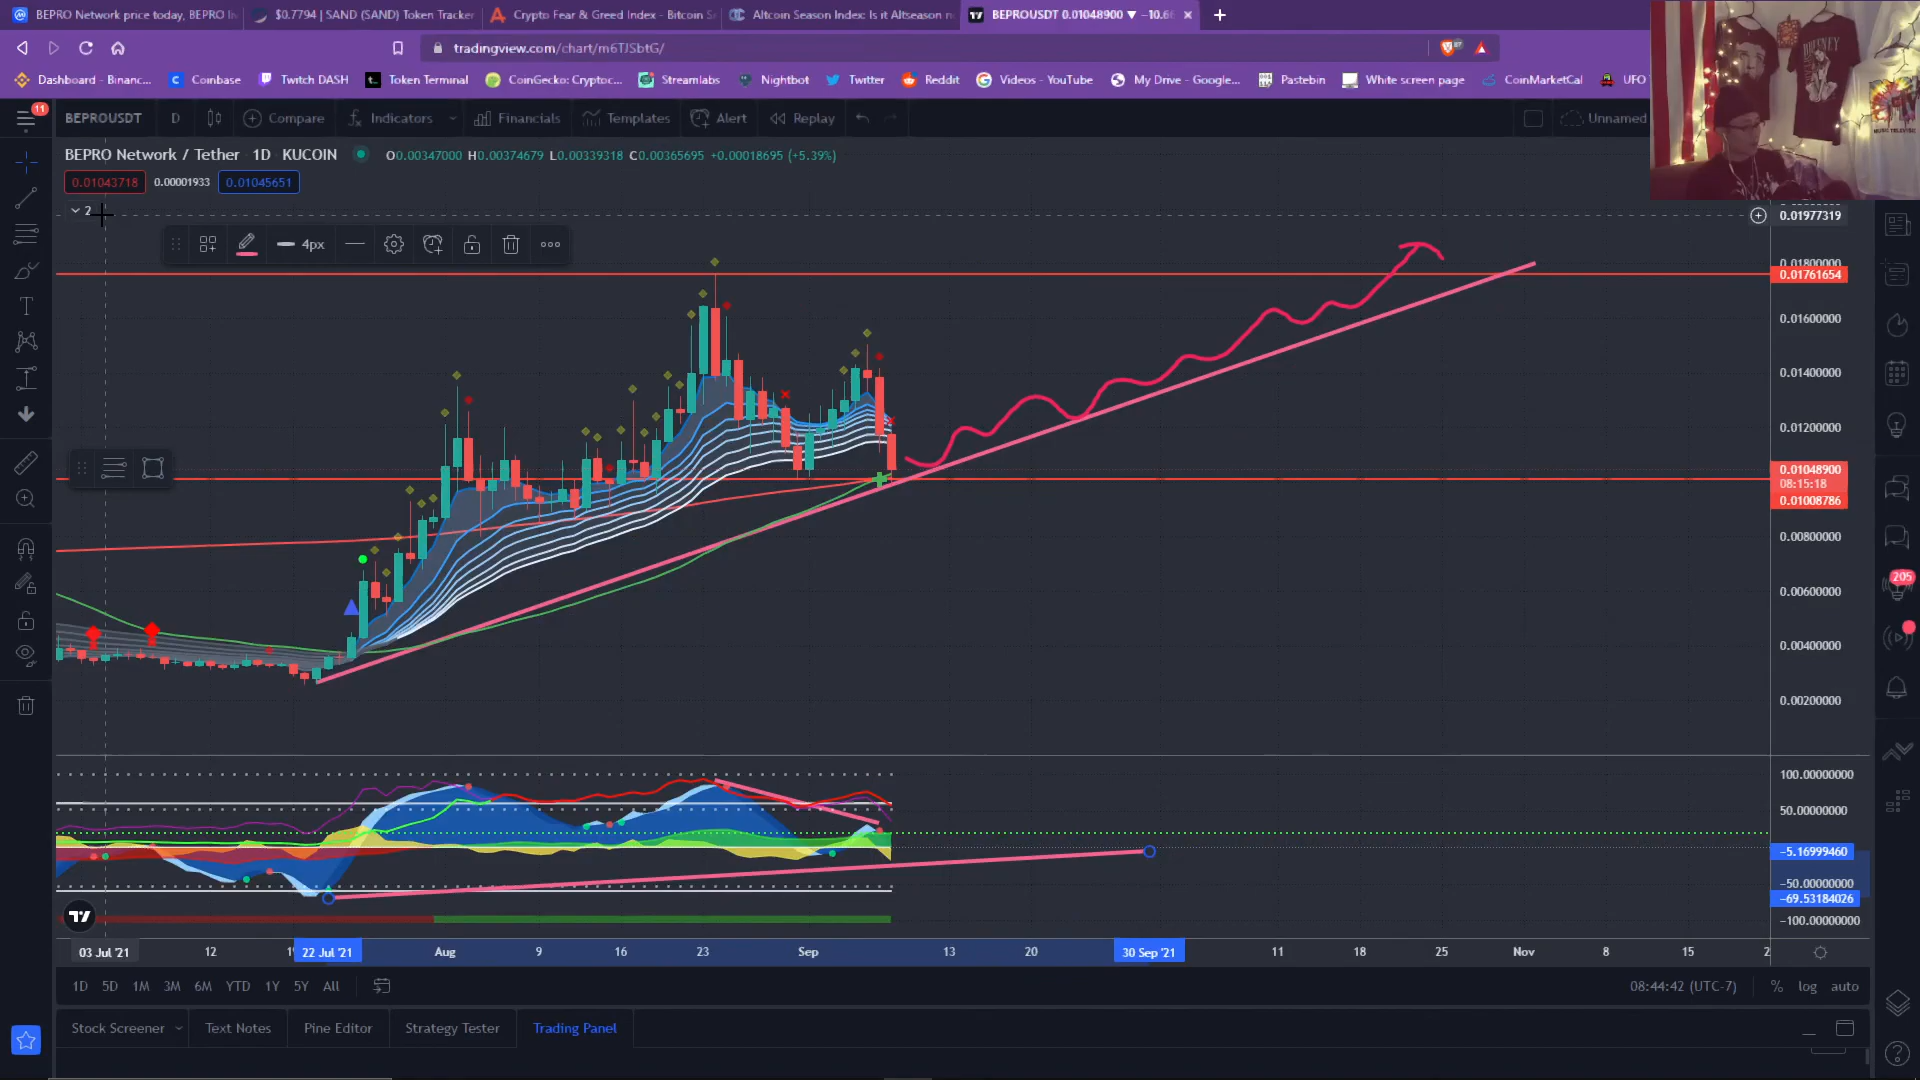 BEPRO Network price today, BEPRO In
$0.7794 | SAND (SAND) Token Tracker
Crypto Fear & Greed Index - Bitcoin S
Altcoin Season Index: Is it Altseason n
BEPROUSDT 0.01048900 ▼ −10.6
tradingview.com/chart/m6TJSbtG/
Dashboard - Binanc...
Coinbase
Twitch DASH
Token Terminal
CoinGecko: Cryptoc...
Streamlabs
Nightbot
Twitter
Reddit
Videos - YouTube
My Drive - Google...
Pastebin
White screen page
CoinMarketCal
UFO
11
BEPROUSDT
D
Compare
Indicators
Financials
Templates
Alert
Replay
Unnamed
BEPRO Network / Tether 1D KUCOIN
O0.00347000 H0.00374679 L0.00339318 C0.00365695 +0.00018695 (+5.39%)
0.01043718 0.00001933 0.01045651
2
4px
0.01977319
0.01800000
0.01761654
0.01600000
0.01400000
0.01200000
0.01048900
08:15:18
0.01008786
0.00800000
0.00600000
0.00400000
0.00200000
100.00000000
50.00000000
−5.16999460
−50.00000000
−69.53184026
−100.00000000
205
03 Jul '21
12
22 Jul '21
Aug
9
16
23
Sep
13
20
30 Sep '21
11
18
25
Nov
8
15
2
1D 5D 1M 3M 6M YTD 1Y 5Y All
08:44:42 (UTC-7)
%
log
auto
Stock Screener
Text Notes
Pine Editor
Strategy Tester
Trading Panel